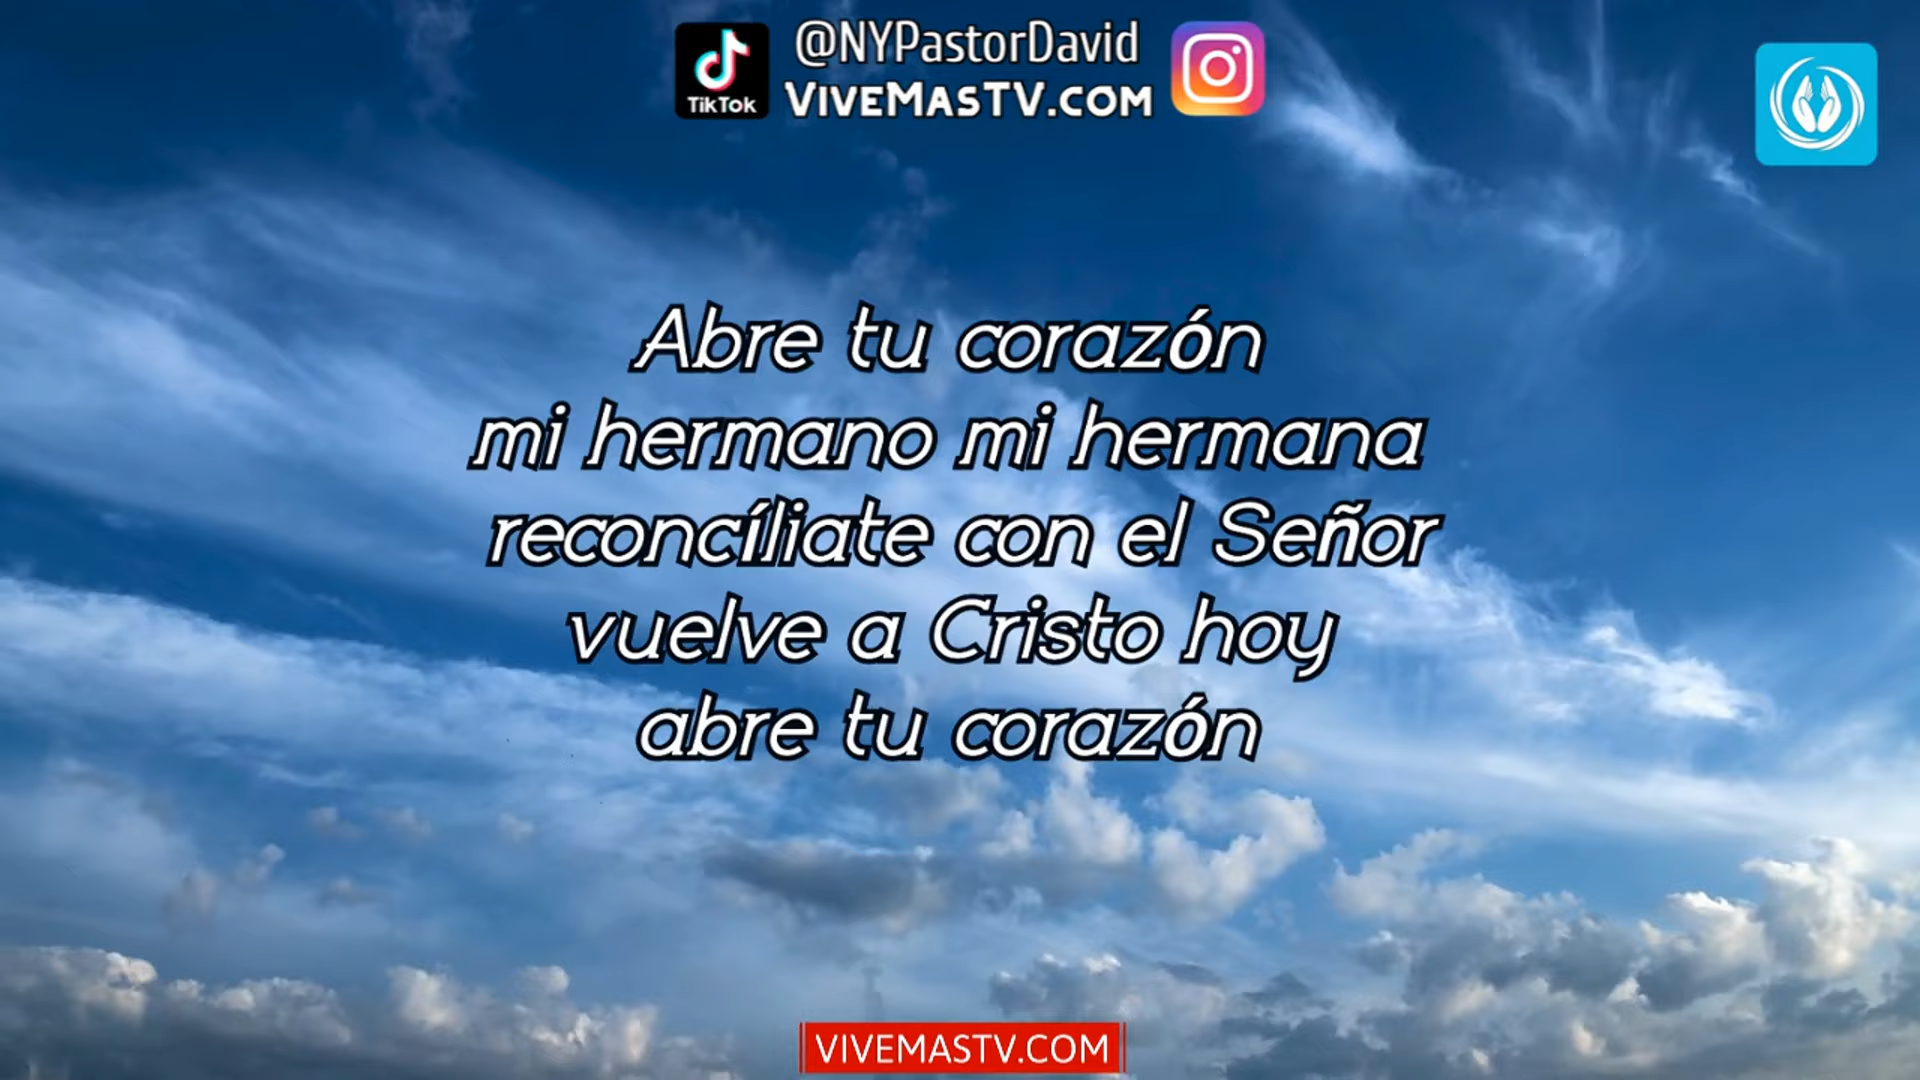 @NYPastorDavid
TikTok
VIVEMASTV.COM
Abre tu corazón
mi hermano mi hermana
reconcíliate con el Señor
vuelve a Cristo hoy
abre tu corazón
VIVEMASTV.COM